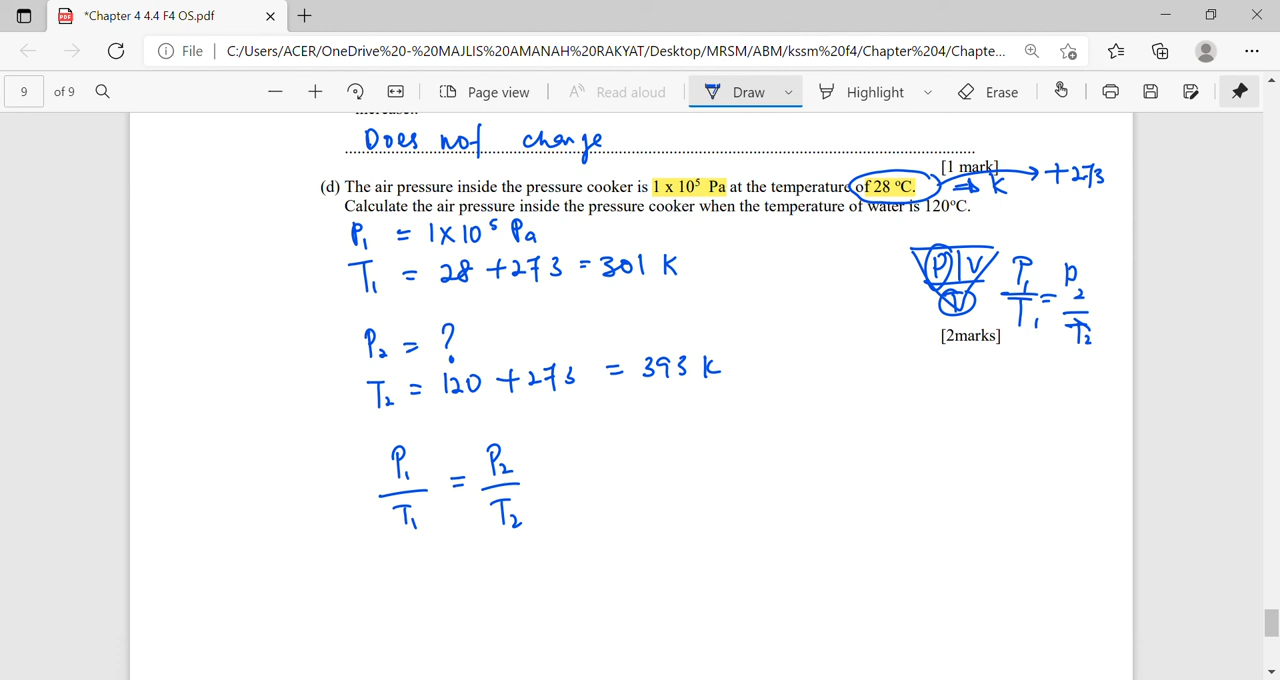 *Chapter 4 4.4 F4 OS.pdf
File C:/Users/ACER/OneDrive%20-%20MAJLIS%20AMANAH%20RAKYAT/Desktop/MRSM/ABM/kssm%20f4/Chapter%204/Chapte...
9 of 9 Page view Read aloud Draw Highlight Erase
Does not change
[1 mark]
(d) The air pressure inside the pressure cooker is 1 x 10⁵ Pa at the temperature of 28 ºC. ⇒ K → +273
Calculate the air pressure inside the pressure cooker when the temperature of water is 120ºC.
P₁ = 1 X 10⁵ Pa
T₁ = 28 + 273 = 301 K
P | V
P₁/T₁ = P₂/T₂
[2marks]
P₂ = ?
T₂ = 120 + 273 = 393 K
P₁/T₁ = P₂/T₂